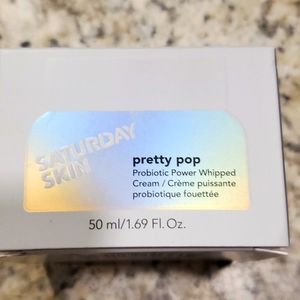 SATURDAY
SKIN
pretty pop
Probiotic Power Whipped
Cream / Crème puissante
probiotique fouettée
50 ml/1.69 Fl.Oz.